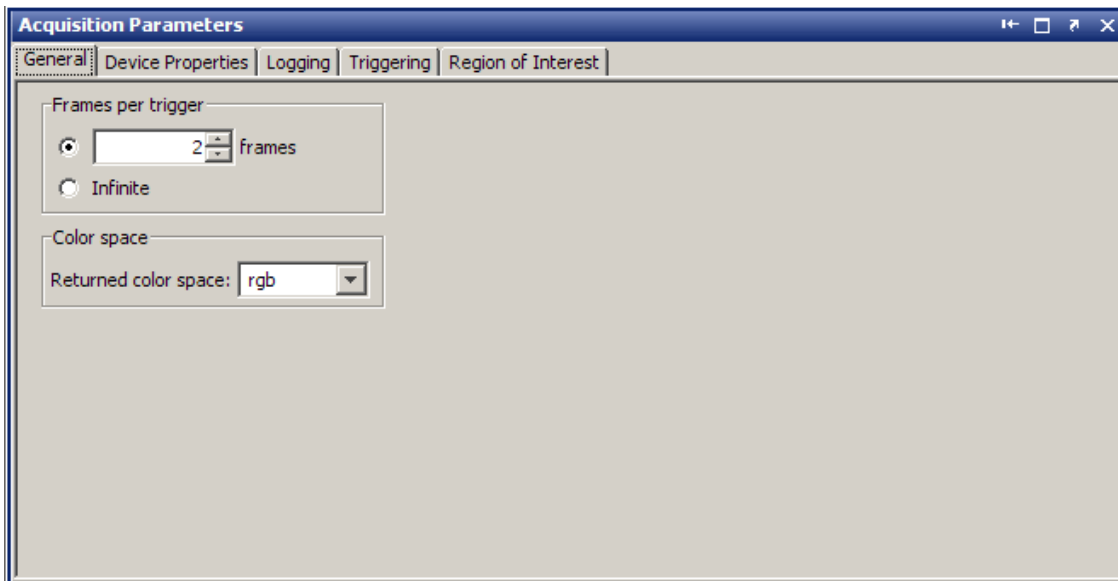 Acquisition Parameters
General Device Properties Logging Triggering Region of Interest
Frames per trigger
2 frames
Infinite
Color space
Returned color space: rgb